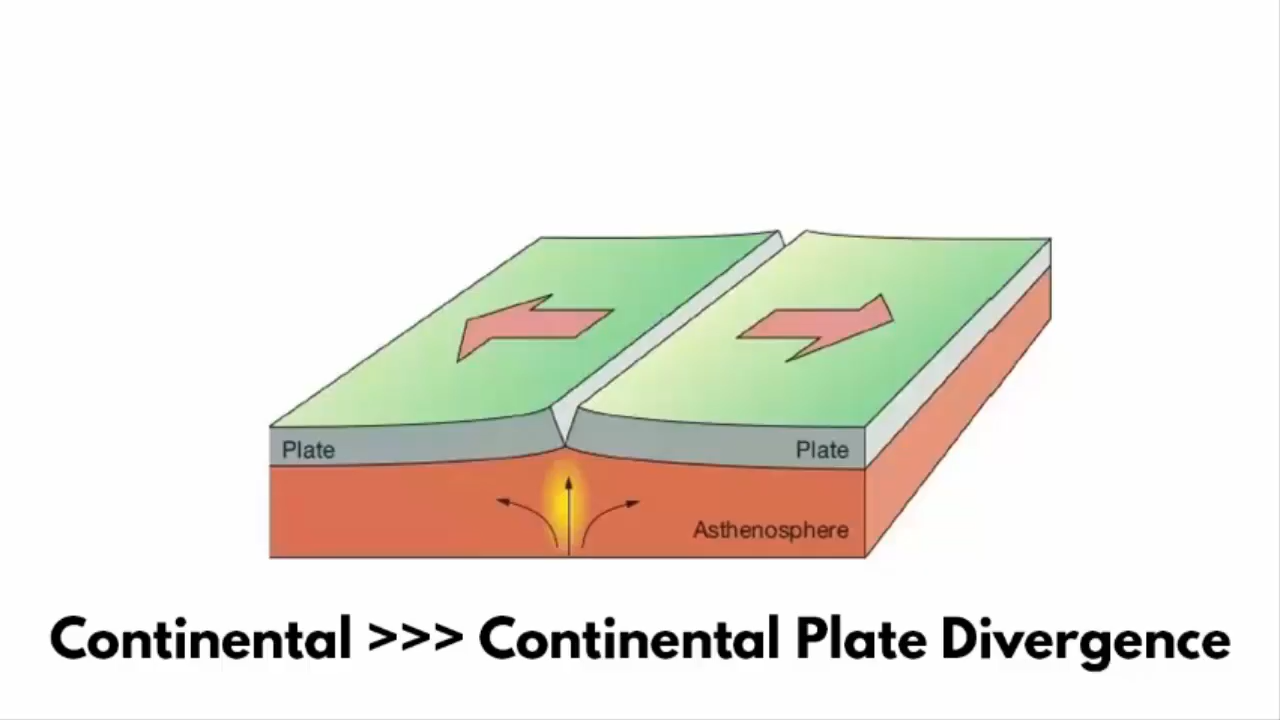 Plate Plate
Asthenosphere
Continental >>> Continental Plate Divergence